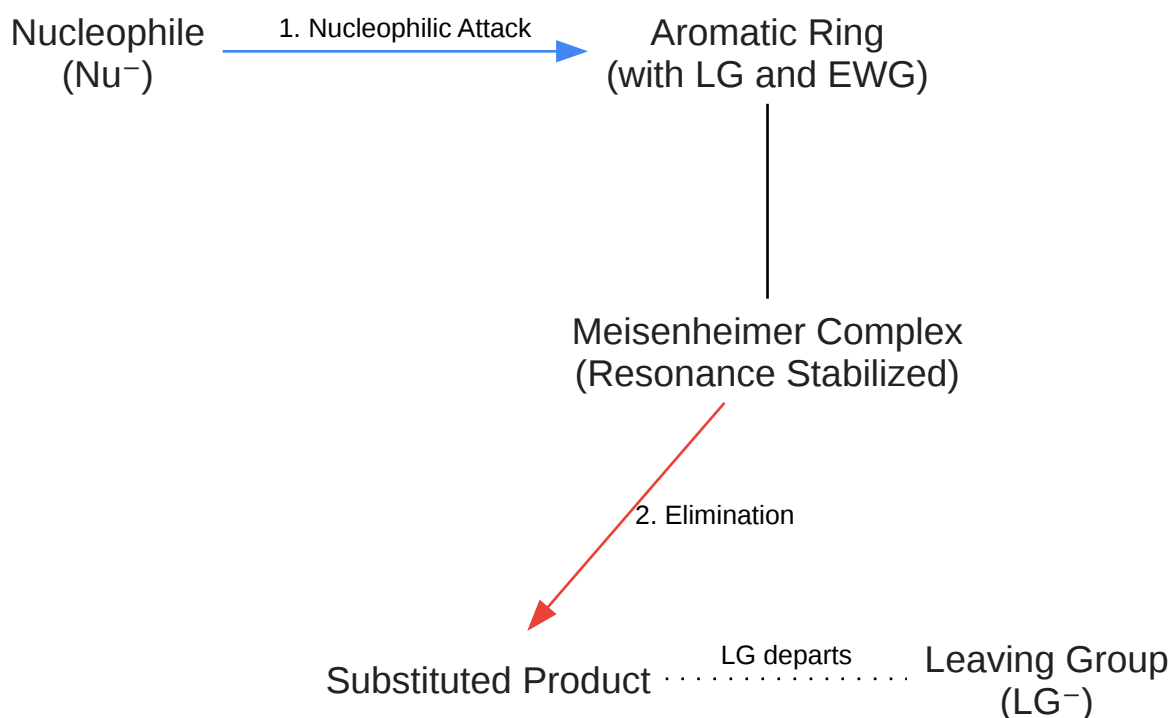 Nucleophile
(Nu⁻)
1. Nucleophilic Attack
Aromatic Ring
(with LG and EWG)
Meisenheimer Complex
(Resonance Stabilized)
2. Elimination
Substituted Product
LG departs
Leaving Group
(LG⁻)